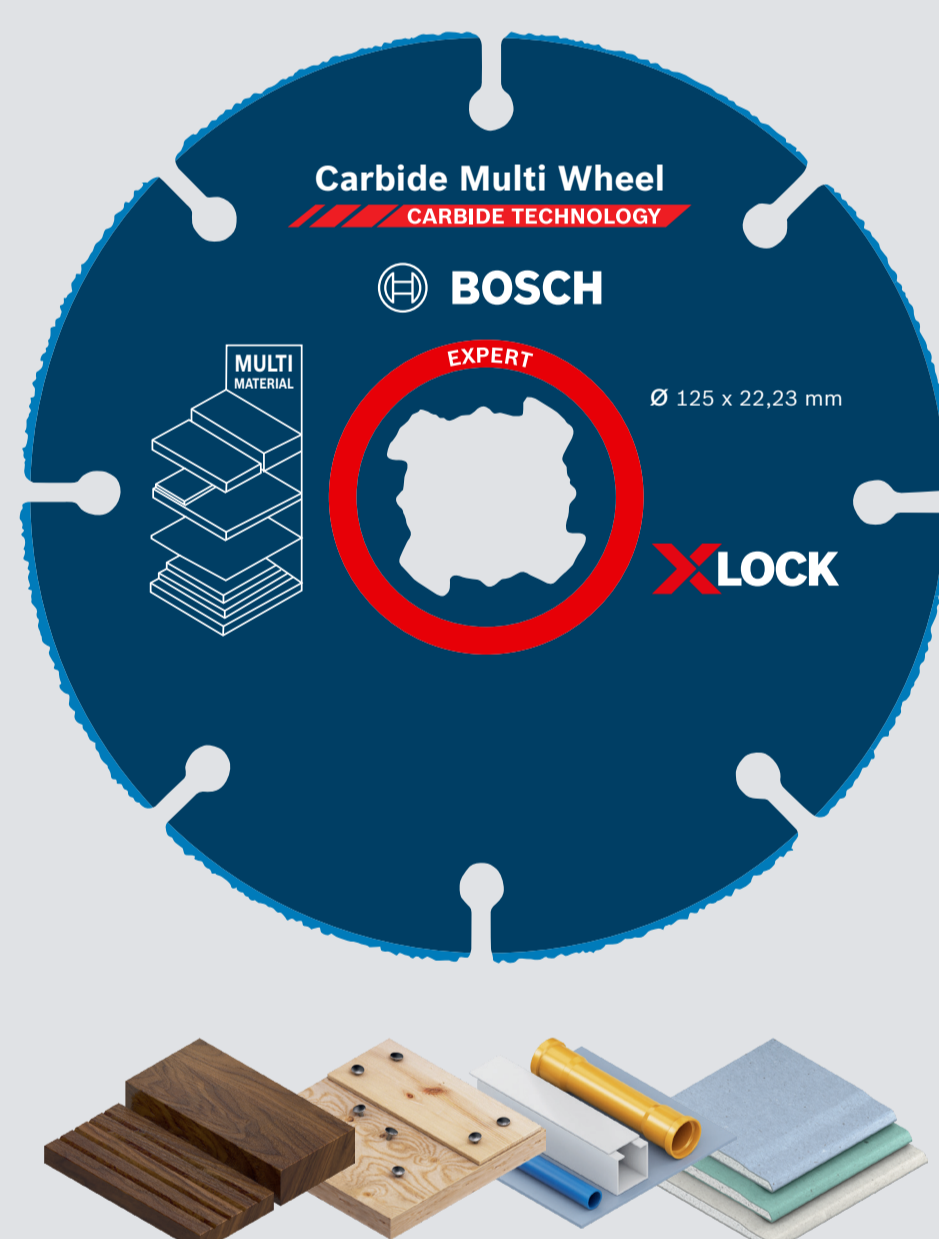 Carbide Multi Wheel
CARBIDE TECHNOLOGY
BOSCH
EXPERT
MULTI
MATERIAL
Ø 125 x 22,23 mm
XLOCK